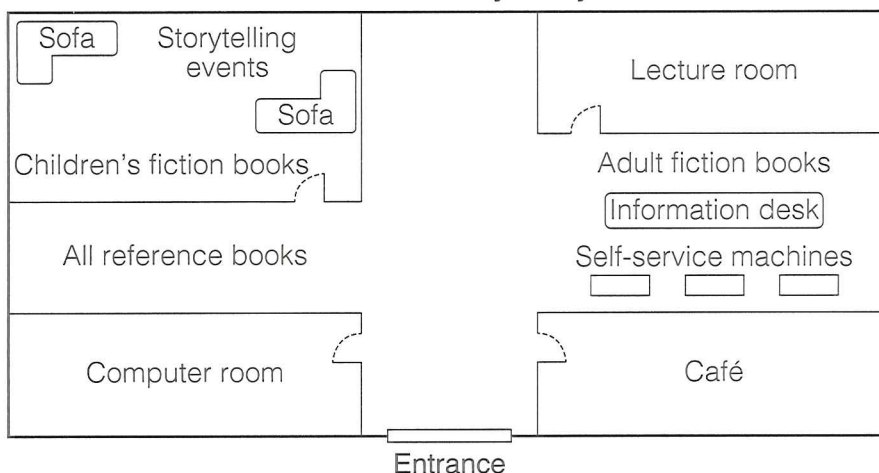 Sofa
Storytelling
events
Sofa
Children's fiction books
All reference books
Computer room
Lecture room
Adult fiction books
Information desk
Self-service machines
Café
Entrance